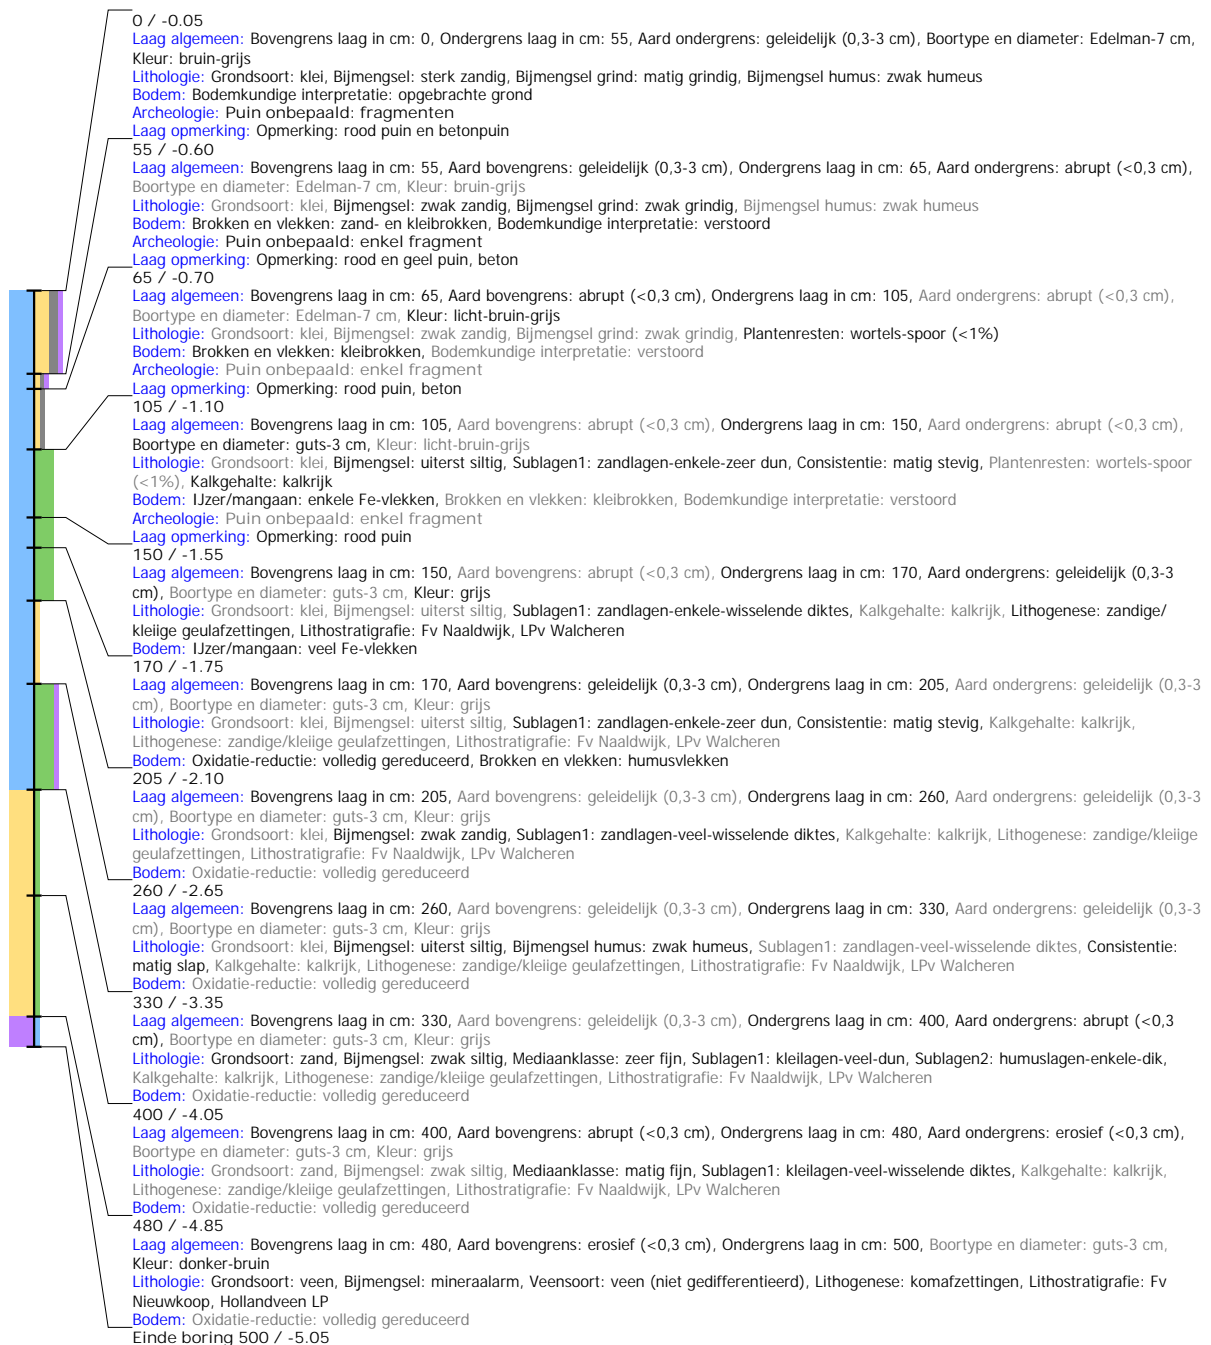 0 / -0.05
Laag algemeen: Bovengrens laag in cm: 0, Ondergrens laag in cm: 55, Aard ondergrens: geleidelijk (0,3-3 cm), Boortype en diameter: Edelman-7 cm,
Kleur: bruin-grijs
Lithologie: Grondsoort: klei, Bijmengsel: sterk zandig, Bijmengsel grind: matig grindig, Bijmengsel humus: zwak humeus
Bodem: Bodemkundige interpretatie: opgebrachte grond
Archeologie: Puin onbepaald: fragmenten
Laag opmerking: Opmerking: rood puin en betonpuin
55 / -0.60
Laag algemeen: Bovengrens laag in cm: 55, Aard bovengrens: geleidelijk (0,3-3 cm), Ondergrens laag in cm: 65, Aard ondergrens: abrupt (<0,3 cm),
Boortype en diameter: Edelman-7 cm, Kleur: bruin-grijs
Lithologie: Grondsoort: klei, Bijmengsel: zwak zandig, Bijmengsel grind: zwak grindig, Bijmengsel humus: zwak humeus
Bodem: Brokken en vlekken: zand- en kleibrokken, Bodemkundige interpretatie: verstoord
Archeologie: Puin onbepaald: enkel fragment
Laag opmerking: Opmerking: rood en geel puin, beton
65 / -0.70
Laag algemeen: Bovengrens laag in cm: 65, Aard bovengrens: abrupt (<0,3 cm), Ondergrens laag in cm: 105, Aard ondergrens: abrupt (<0,3 cm),
Boortype en diameter: Edelman-7 cm, Kleur: licht-bruin-grijs
Lithologie: Grondsoort: klei, Bijmengsel: zwak zandig, Bijmengsel grind: zwak grindig, Plantenresten: wortels-spoor (<1%)
Bodem: Brokken en vlekken: kleibrokken, Bodemkundige interpretatie: verstoord
Archeologie: Puin onbepaald: enkel fragment
Laag opmerking: Opmerking: rood puin, beton
105 / -1.10
Laag algemeen: Bovengrens laag in cm: 105, Aard bovengrens: abrupt (<0,3 cm), Ondergrens laag in cm: 150, Aard ondergrens: abrupt (<0,3 cm),
Boortype en diameter: guts-3 cm, Kleur: licht-bruin-grijs
Lithologie: Grondsoort: klei, Bijmengsel: uiterst siltig, Sublagen1: zandlagen-enkele-zeer dun, Consistentie: matig stevig, Plantenresten: wortels-spoor
(<1%), Kalkgehalte: kalkrijk
Bodem: IJzer/mangaan: enkele Fe-vlekken, Brokken en vlekken: kleibrokken, Bodemkundige interpretatie: verstoord
Archeologie: Puin onbepaald: enkel fragment
Laag opmerking: Opmerking: rood puin
150 / -1.55
Laag algemeen: Bovengrens laag in cm: 150, Aard bovengrens: abrupt (<0,3 cm), Ondergrens laag in cm: 170, Aard ondergrens: geleidelijk (0,3-3
cm), Boortype en diameter: guts-3 cm, Kleur: grijs
Lithologie: Grondsoort: klei, Bijmengsel: uiterst siltig, Sublagen1: zandlagen-enkele-wisselende diktes, Kalkgehalte: kalkrijk, Lithogenese: zandige/
kleiige geulafzettingen, Lithostratigrafie: Fv Naaldwijk, LPv Walcheren
Bodem: IJzer/mangaan: veel Fe-vlekken
170 / -1.75
Laag algemeen: Bovengrens laag in cm: 170, Aard bovengrens: geleidelijk (0,3-3 cm), Ondergrens laag in cm: 205, Aard ondergrens: geleidelijk (0,3-3
cm), Boortype en diameter: guts-3 cm, Kleur: grijs
Lithologie: Grondsoort: klei, Bijmengsel: uiterst siltig, Sublagen1: zandlagen-enkele-zeer dun, Consistentie: matig stevig, Kalkgehalte: kalkrijk,
Lithogenese: zandige/kleiige geulafzettingen, Lithostratigrafie: Fv Naaldwijk, LPv Walcheren
Bodem: Oxidatie-reductie: volledig gereduceerd, Brokken en vlekken: humusvlekken
205 / -2.10
Laag algemeen: Bovengrens laag in cm: 205, Aard bovengrens: geleidelijk (0,3-3 cm), Ondergrens laag in cm: 260, Aard ondergrens: geleidelijk (0,3-3
cm), Boortype en diameter: guts-3 cm, Kleur: grijs
Lithologie: Grondsoort: klei, Bijmengsel: zwak zandig, Sublagen1: zandlagen-veel-wisselende diktes, Kalkgehalte: kalkrijk, Lithogenese: zandige/kleiige
geulafzettingen, Lithostratigrafie: Fv Naaldwijk, LPv Walcheren
Bodem: Oxidatie-reductie: volledig gereduceerd
260 / -2.65
Laag algemeen: Bovengrens laag in cm: 260, Aard bovengrens: geleidelijk (0,3-3 cm), Ondergrens laag in cm: 330, Aard ondergrens: geleidelijk (0,3-3
cm), Boortype en diameter: guts-3 cm, Kleur: grijs
Lithologie: Grondsoort: klei, Bijmengsel: uiterst siltig, Bijmengsel humus: zwak humeus, Sublagen1: zandlagen-veel-wisselende diktes, Consistentie:
matig slap, Kalkgehalte: kalkrijk, Lithogenese: zandige/kleiige geulafzettingen, Lithostratigrafie: Fv Naaldwijk, LPv Walcheren
Bodem: Oxidatie-reductie: volledig gereduceerd
330 / -3.35
Laag algemeen: Bovengrens laag in cm: 330, Aard bovengrens: geleidelijk (0,3-3 cm), Ondergrens laag in cm: 400, Aard ondergrens: abrupt (<0,3
cm), Boortype en diameter: guts-3 cm, Kleur: grijs
Lithologie: Grondsoort: zand, Bijmengsel: zwak siltig, Mediaanklasse: zeer fijn, Sublagen1: kleilagen-veel-dun, Sublagen2: humuslagen-enkele-dik,
Kalkgehalte: kalkrijk, Lithogenese: zandige/kleiige geulafzettingen, Lithostratigrafie: Fv Naaldwijk, LPv Walcheren
Bodem: Oxidatie-reductie: volledig gereduceerd
400 / -4.05
Laag algemeen: Bovengrens laag in cm: 400, Aard bovengrens: abrupt (<0,3 cm), Ondergrens laag in cm: 480, Aard ondergrens: erosief (<0,3 cm),
Boortype en diameter: guts-3 cm, Kleur: grijs
Lithologie: Grondsoort: zand, Bijmengsel: zwak siltig, Mediaanklasse: matig fijn, Sublagen1: kleilagen-veel-wisselende diktes, Kalkgehalte: kalkrijk,
Lithogenese: zandige/kleiige geulafzettingen, Lithostratigrafie: Fv Naaldwijk, LPv Walcheren
Bodem: Oxidatie-reductie: volledig gereduceerd
480 / -4.85
Laag algemeen: Bovengrens laag in cm: 480, Aard bovengrens: erosief (<0,3 cm), Ondergrens laag in cm: 500, Boortype en diameter: guts-3 cm,
Kleur: donker-bruin
Lithologie: Grondsoort: veen, Bijmengsel: mineraalarm, Veensoort: veen (niet gedifferentieerd), Lithogenese: komafzettingen, Lithostratigrafie: Fv
Nieuwkoop, Hollandveen LP
Bodem: Oxidatie-reductie: volledig gereduceerd
Einde boring 500 / -5.05